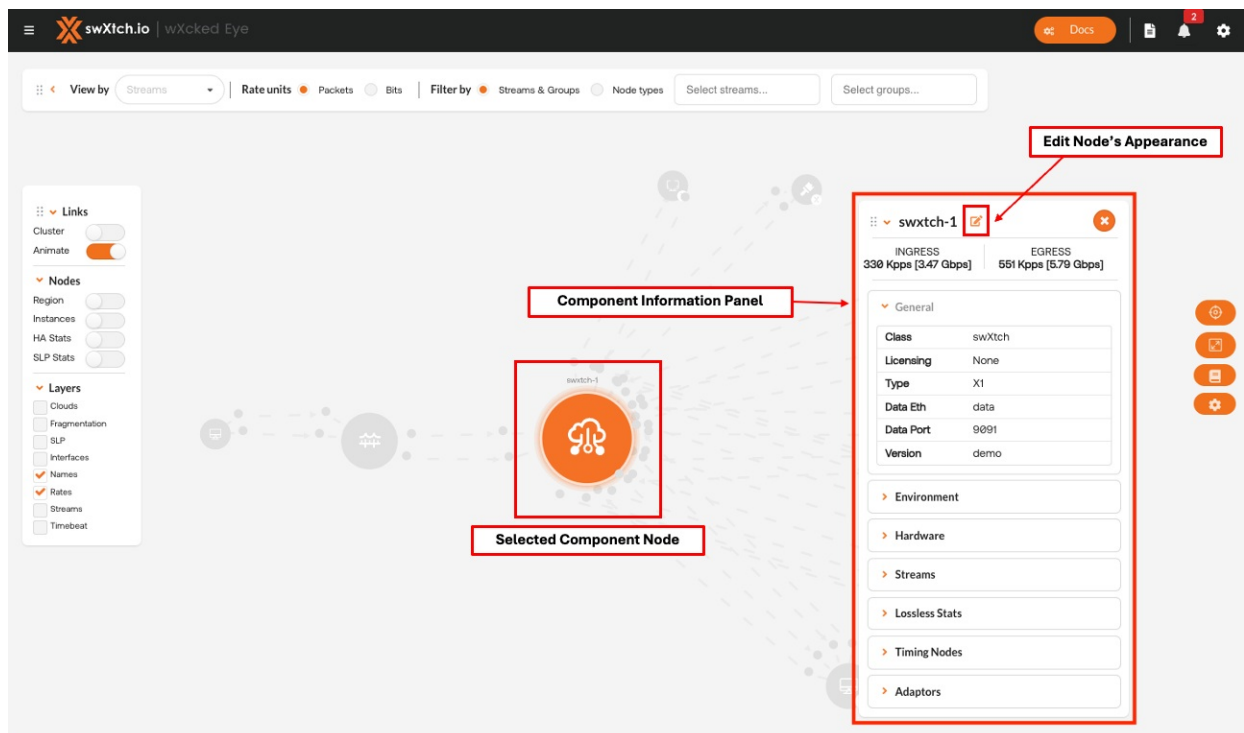 swXtch.io | wXcked Eye
Docs
2
View by Streams
Rate units Packets Bits
Filter by Streams & Groups Node types Select streams... Select groups...
Edit Node's Appearance
Links
Cluster
Animate
Nodes
Region
Instances
HA Stats
SLP Stats
Layers
Clouds
Fragmentation
SLP
Interfaces
Names
Rates
Streams
Timebeat
swxtch-1
Selected Component Node
Component Information Panel
swxtch-1
INGRESS EGRESS
330 Kpps [3.47 Gbps] 551 Kpps [5.79 Gbps]
General
Class swXtch
Licensing None
Type X1
Data Eth data
Data Port 9091
Version demo
Environment
Hardware
Streams
Lossless Stats
Timing Nodes
Adaptors